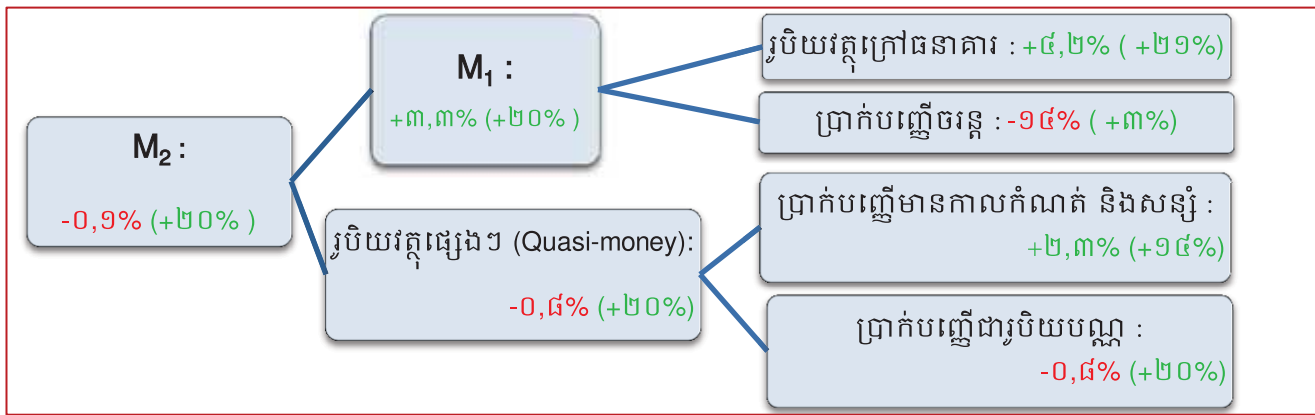 M2 :
-០,១% (+២០% )
M1 :
+៣,៣% (+២០% )
រូបិយវត្ថុផ្សេងៗ (Quasi-money):
-០,៨% (+២០%)
រូបិយវត្ថុក្រៅធនាគារ : +៤,២% ( +២១%)
ប្រាក់បញ្ញើចរន្ត : -១៤% ( +៣%)
ប្រាក់បញ្ញើមានកាលកំណត់ និងសន្សំ :
+២,៣% (+១៤%)
ប្រាក់បញ្ញើជារូបិយបណ្ណ :
-០,៨% (+២០%)